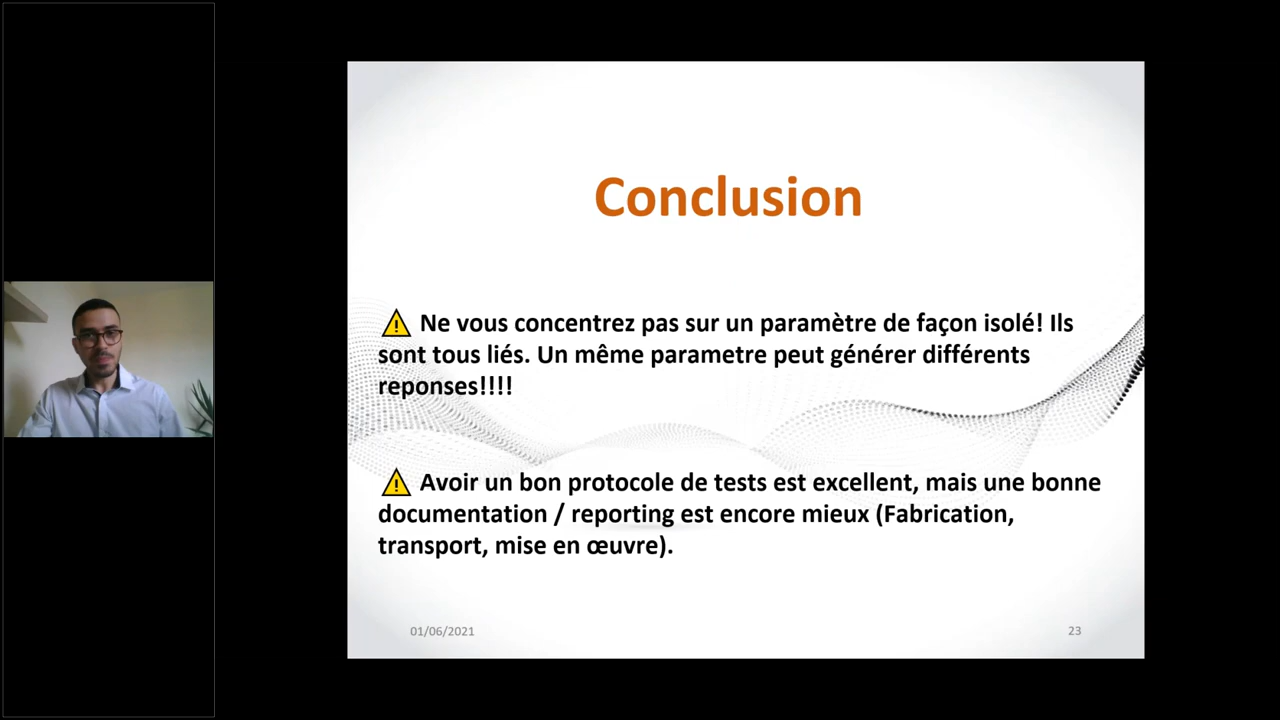 Conclusion
⚠ Ne vous concentrez pas sur un paramètre de façon isolé! Ils
sont tous liés. Un même parametre peut générer différents
reponses!!!!
⚠ Avoir un bon protocole de tests est excellent, mais une bonne
documentation / reporting est encore mieux (Fabrication,
transport, mise en œuvre).
01/06/2021
23